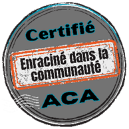 Certifié
Enraciné dans la
communauté
ACA